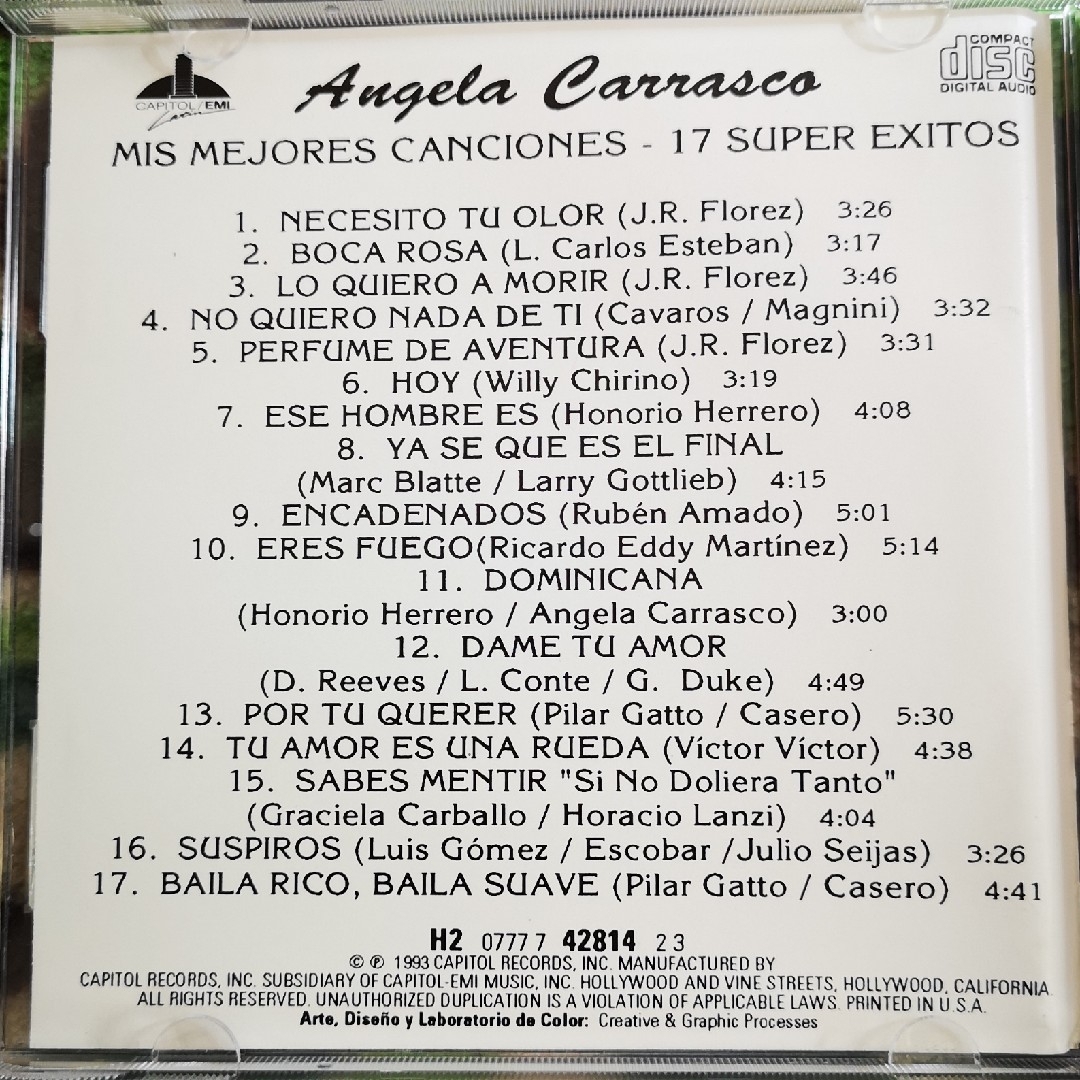 CAPITOL/EMI
Latin
Angela Carrasco
COMPACT
disc
DIGITAL AUDIO
MIS MEJORES CANCIONES - 17 SUPER EXITOS
1. NECESITO TU OLOR (J.R. Florez) 3:26
2. BOCA ROSA (L. Carlos Esteban) 3:17
3. LO QUIERO A MORIR (J.R. Florez) 3:46
4. NO QUIERO NADA DE TI (Cavaros / Magnini) 3:32
5. PERFUME DE AVENTURA (J.R. Florez) 3:31
6. HOY (Willy Chirino) 3:19
7. ESE HOMBRE ES (Honorio Herrero) 4:08
8. YA SE QUE ES EL FINAL
(Marc Blatte / Larry Gottlieb) 4:15
9. ENCADENADOS (Rubén Amado) 5:01
10. ERES FUEGO(Ricardo Eddy Martínez) 5:14
11. DOMINICANA
(Honorio Herrero / Angela Carrasco) 3:00
12. DAME TU AMOR
(D. Reeves / L. Conte / G. Duke) 4:49
13. POR TU QUERER (Pilar Gatto / Casero) 5:30
14. TU AMOR ES UNA RUEDA (Víctor Víctor) 4:38
15. SABES MENTIR "Si No Doliera Tanto"
(Graciela Carballo / Horacio Lanzi) 4:04
16. SUSPIROS (Luis Gómez / Escobar /Julio Seijas) 3:26
17. BAILA RICO, BAILA SUAVE (Pilar Gatto / Casero) 4:41
H2 0777 7 42814 2 3
© ℗ 1993 CAPITOL RECORDS, INC. MANUFACTURED BY
CAPITOL RECORDS, INC. SUBSIDIARY OF CAPITOL-EMI MUSIC, INC. HOLLYWOOD AND VINE STREETS, HOLLYWOOD, CALIFORNIA.
ALL RIGHTS RESERVED. UNAUTHORIZED DUPLICATION IS A VIOLATION OF APPLICABLE LAWS. PRINTED IN U.S.A.
Arte, Diseño y Laboratorio de Color: Creative & Graphic Processes